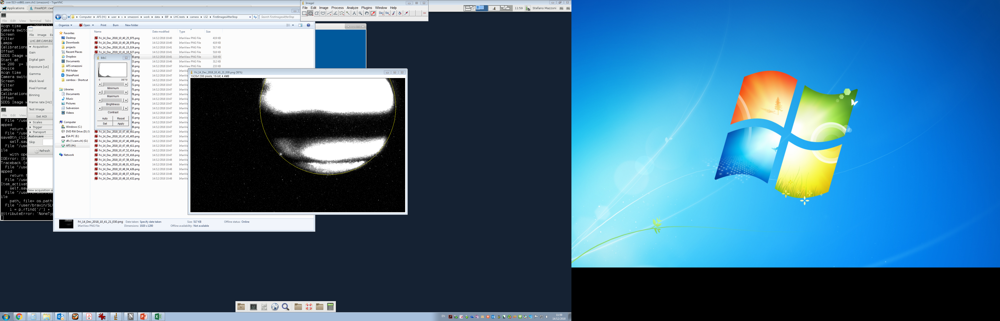 cwe-513-vol861.cern.ch:1 (smazzoni) - TigerVNC
Applications
FreeRDP: cwe
11:59
Stefano Mazzoni
File Edit View Terminal Tabs
Camera switc
Screen
Filter
Lamps
Calibrations
Offset
SDDS Image w
Start at
x= 200 y= 1
Device
Acqn time
Camera switc
Screen
Filter
Lamps
Calibrations
Offset
SDDS Image w
File Edit View
File "/use
apped
return f
File "/use
saveBtn_clic
self.sav
File "/use
ile
with ope
IOError: [Er
Traceback (m
File "/use
apped
return f
File "/use
Item_activat
self.sav
File "/user/bravin/
ile
path, file= os.path
File "/user/bravin/SL
i = p.rfind('/') +
AttributeError: 'NoneTyp
File Image Ex
LHC.BIF.CAM.B2
Acquisition
Gain
Digital gain
Exposure [us]
Gamma
Black level
Pixel Format
Binning
Frame rate [Hz]
Test Image
Set AOI
Scales
Trigger
Transport
Autosave
Skip
Refresh
New acquisition a
Computer AFS (H:) user s smazzoni work data BIF LHC.tests camera LS2 FirstImagesAfterStop
Search FirstImagesAfterStop
Organize Open Print Burn New folder
Favorites
Desktop
Downloads
projects
Recent Places
Dropbox
Documents
AFS smazzoni
PM folder
SharePoint
cernbox - Shortcut
Libraries
Documents
Music
Pictures
Subversion
Videos
Computer
Windows (C:)
DVD RW Drive (D:) S
ESA PC (E:)
dfs (\\cern.ch) (G:)
AFS (H:)
Network
Name Date modified Type Size
Fri_14_Dec_2018_10_40_25_975.png 14/12/2018 10:40 IrfanView PNG File 419 KB
Fri_14_Dec_2018_10_40_28_978.png 14/12/2018 10:40 IrfanView PNG File 419 KB
Fri_14_Dec_2018_10_41_15_024.png 14/12/2018 10:41 IrfanView PNG File 517 KB
Fri_14_Dec_2018_10_41_18_027.png 14/12/2018 10:41 IrfanView PNG File 518 KB
30.png 14/12/2018 10:41 IrfanView PNG File 518 KB
23.png 14/12/2018 10:46 IrfanView PNG File 312 KB
60.png 14/12/2018 10:47 IrfanView PNG File 233 KB
63.png 14/12/2018 10:47 IrfanVie
66.png 14/12/2018 10:47 IrfanVie
69.png 14/12/2018 10:47 IrfanVie
72.png 14/12/2018 10:47 IrfanVie
75.png 14/12/2018 10:47 IrfanVie
78.png 14/12/2018 10:47 IrfanVie
81.png 14/12/2018 10:47 IrfanVie
84.png 14/12/2018 10:47 IrfanVie
87.png 14/12/2018 10:47 IrfanVie
90.png 14/12/2018 10:47 IrfanVie
93.png 14/12/2018 10:47 IrfanVie
96.png 14/12/2018 10:47 IrfanVie
99.png 14/12/2018 10:47 IrfanVie
Fri_14_Dec_2018_10_47_40_402.png 14/12/2018 10:47 IrfanVie
Fri_14_Dec_2018_10_47_43_405.png 14/12/2018 10:47 IrfanVie
Fri_14_Dec_2018_10_47_46_408.png 14/12/2018 10:47 IrfanVie
Fri_14_Dec_2018_10_47_49_411.png 14/12/2018 10:47 IrfanVie
Fri_14_Dec_2018_10_47_52_414.png 14/12/2018 10:47 IrfanVie
Fri_14_Dec_2018_10_47_55_416.png 14/12/2018 10:47 IrfanVie
Fri_14_Dec_2018_10_47_58_420.png 14/12/2018 10:48 IrfanVie
Fri_14_Dec_2018_10_48_01_423.png 14/12/2018 10:48 IrfanVie
Fri_14_Dec_2018_10_48_04_426.png 14/12/2018 10:48 IrfanVie
Fri_14_Dec_2018_10_48_07_429.png 14/12/2018 10:48 IrfanVie
Fri_14_Dec_2018_10_48_10_432.png 14/12/2018 10:48 IrfanVie
Fri_14_Dec_2018_10_41_21_030.png Date taken: Specify date taken Size: 517 KB Offline status: Online
IrfanView PNG File Dimensions: 1920 x 1200 Offline availability: Not available
B&C
0 3573
Minimum
Maximum
Brightness
Contrast
Auto Reset
Set Apply
ImageJ
File Edit Image Process Analyze Plugins Window Help
Dev Stk >>
Fri_14_Dec_2018_10_41_21_030.png (50%)
1920x1200 pixels; 16-bit; 4.4MB
EN
11:59
14/12/2018